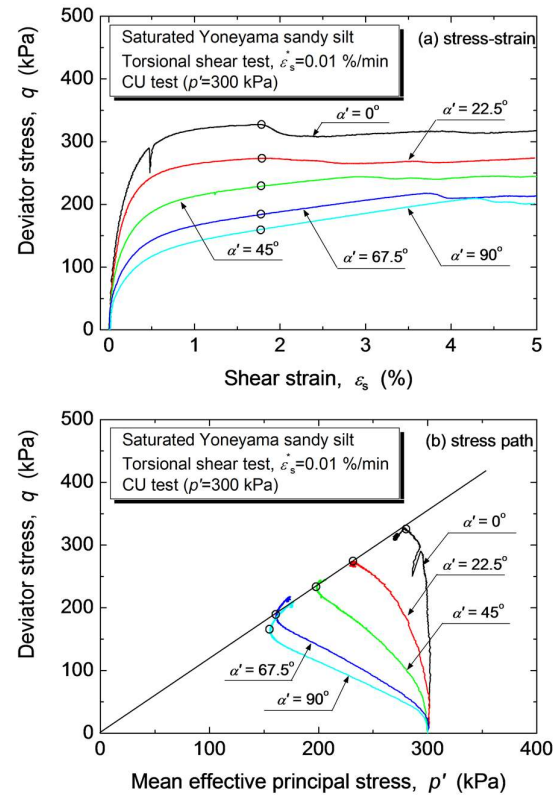 500
400
300
200
100
0
Deviator stress, q (kPa)
Saturated Yoneyama sandy silt
Torsional shear test, ε*s=0.01 %/min
CU test (p'=300 kPa)
(a) stress-strain
α' = 0°
α' = 22.5°
α' = 45°
α' = 67.5°
α' = 90°
0 1 2 3 4 5
Shear strain, εs (%)
500
400
300
200
100
0
Deviator stress, q (kPa)
Saturated Yoneyama sandy silt
Torsional shear test, ε*s=0.01 %/min
CU test (p'=300 kPa)
(b) stress path
α' = 0°
α' = 22.5°
α' = 45°
α' = 67.5°
α' = 90°
0 100 200 300 400
Mean effective principal stress, p' (kPa)